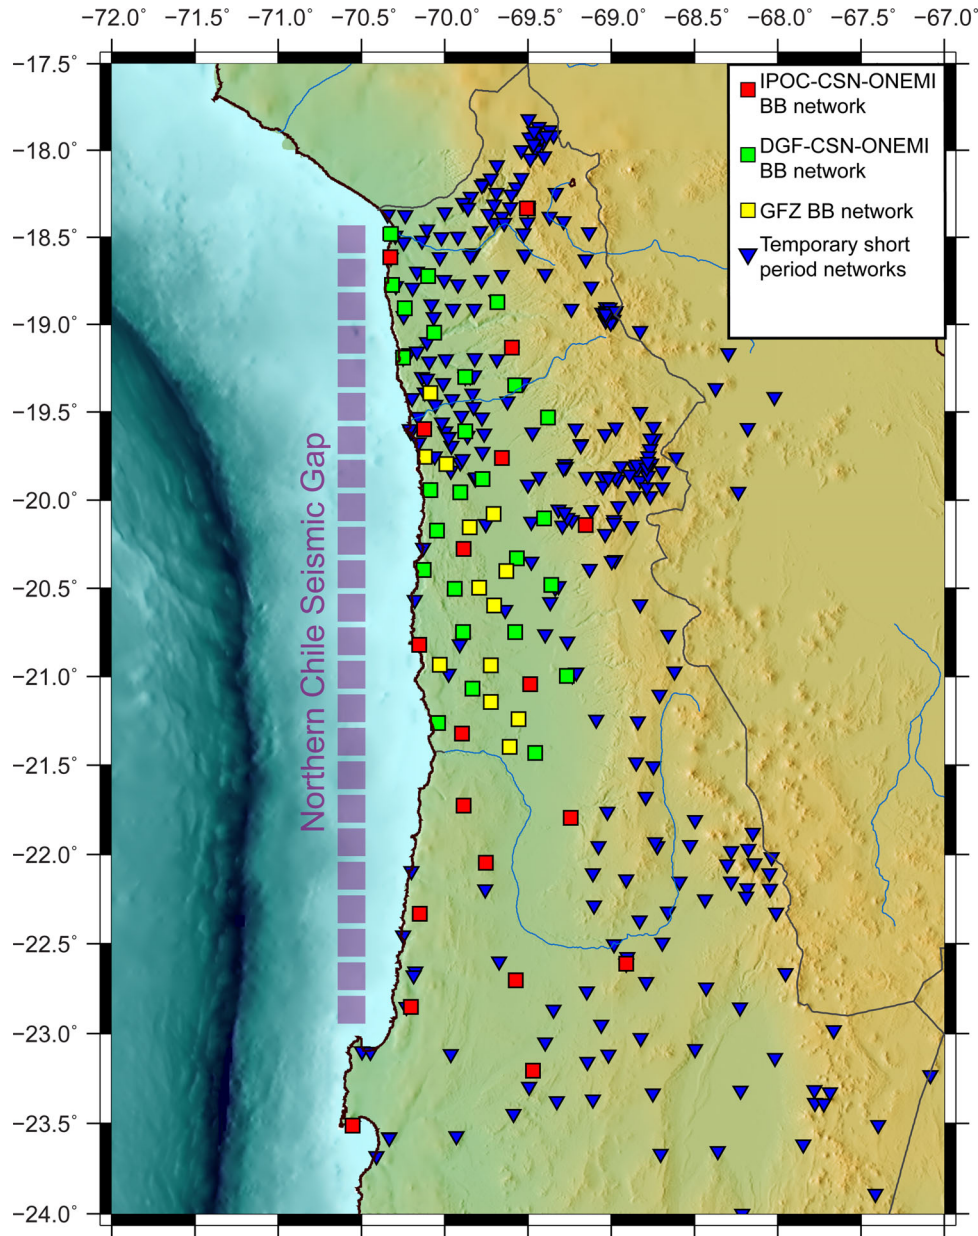 −72.0° −71.5° −71.0° −70.5° −70.0° −69.5° −69.0° −68.5° −68.0° −67.5° −67.0°
−17.5°
−18.0°
−18.5°
−19.0°
−19.5°
−20.0°
−20.5°
−21.0°
−21.5°
−22.0°
−22.5°
−23.0°
−23.5°
−24.0°
IPOC-CSN-ONEMI
BB network
DGF-CSN-ONEMI
BB network
GFZ BB network
Temporary short
period networks
Northern Chile Seismic Gap